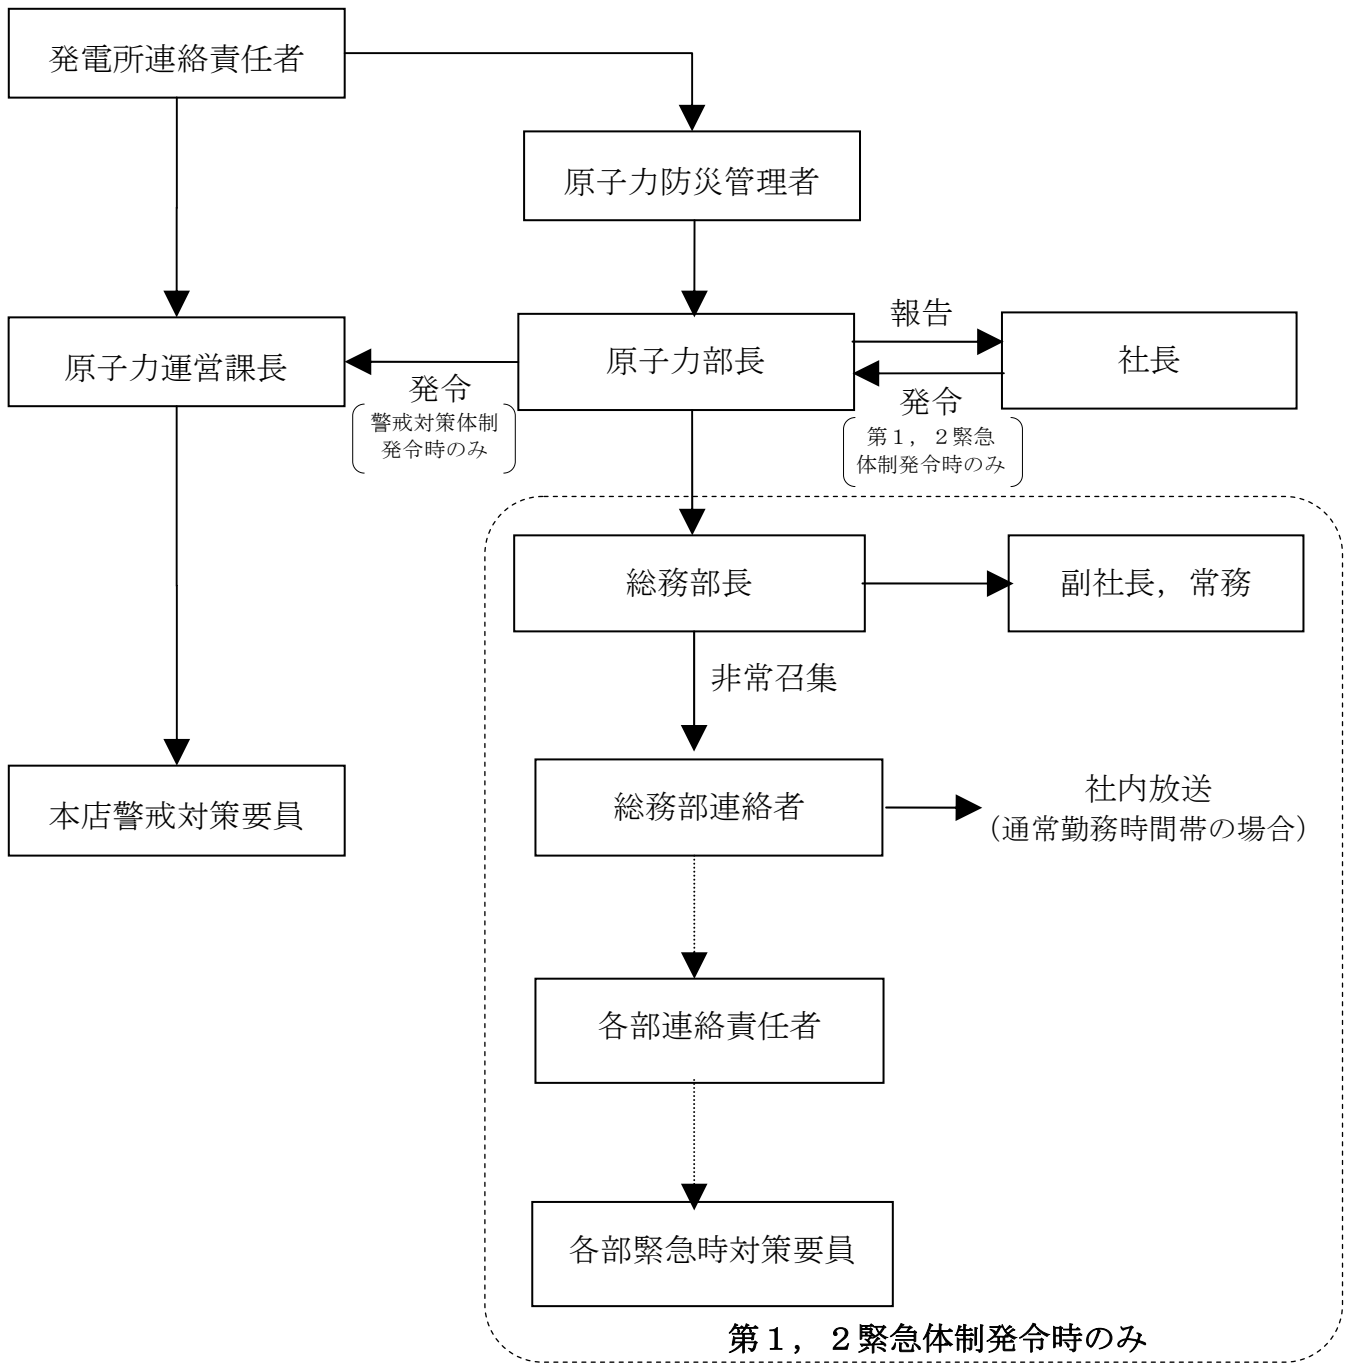 発電所連絡責任者
原子力防災管理者
報告
原子力運営課長
原子力部長
社長
発令
警戒対策体制
発令時のみ
発令
第１，２緊急
体制発令時のみ
総務部長
副社長，常務
非常召集
本店警戒対策要員
総務部連絡者
社内放送
（通常勤務時間帯の場合）
各部連絡責任者
各部緊急時対策要員
第１，２緊急体制発令時のみ